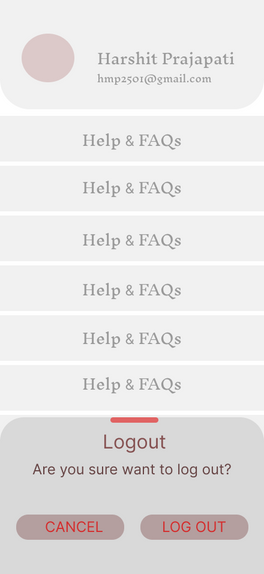 Harshit Prajapati
hmp2501@gmail.com
Help & FAQs
Help & FAQs
Help & FAQs
Help & FAQs
Help & FAQs
Help & FAQs
Logout
Are you sure want to log out?
CANCEL
LOG OUT